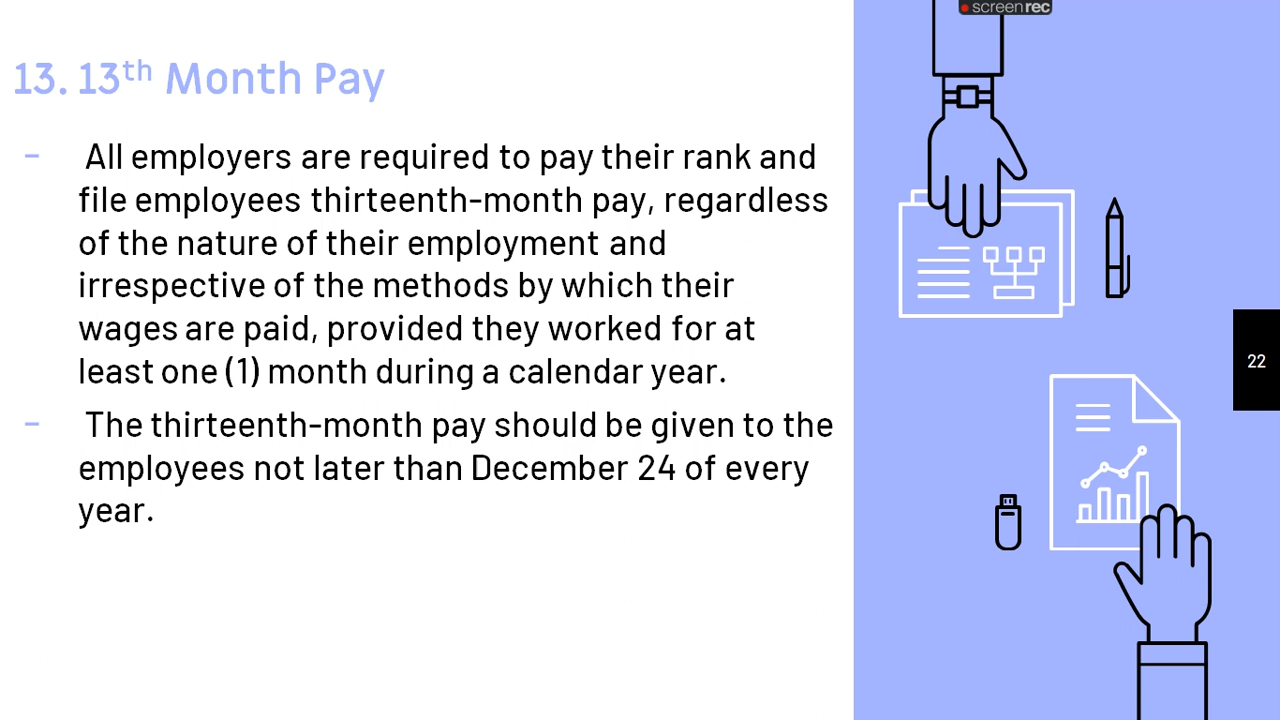 screenrec
13. 13th Month Pay
- All employers are required to pay their rank and
file employees thirteenth-month pay, regardless
of the nature of their employment and
irrespective of the methods by which their
wages are paid, provided they worked for at
least one (1) month during a calendar year.
- The thirteenth-month pay should be given to the
employees not later than December 24 of every
year.
22